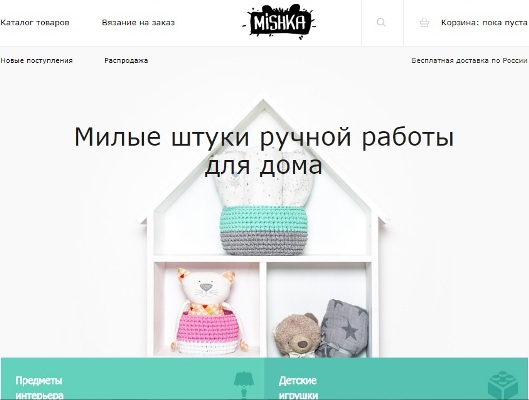 Каталог товаров
Вязание на заказ
MiSHKA
Корзина: пока пуста
Новые поступления
Распродажа
Бесплатная доставка по России
Милые штуки ручной работы
для дома
Предметы
интерьера
Детские
игрушки